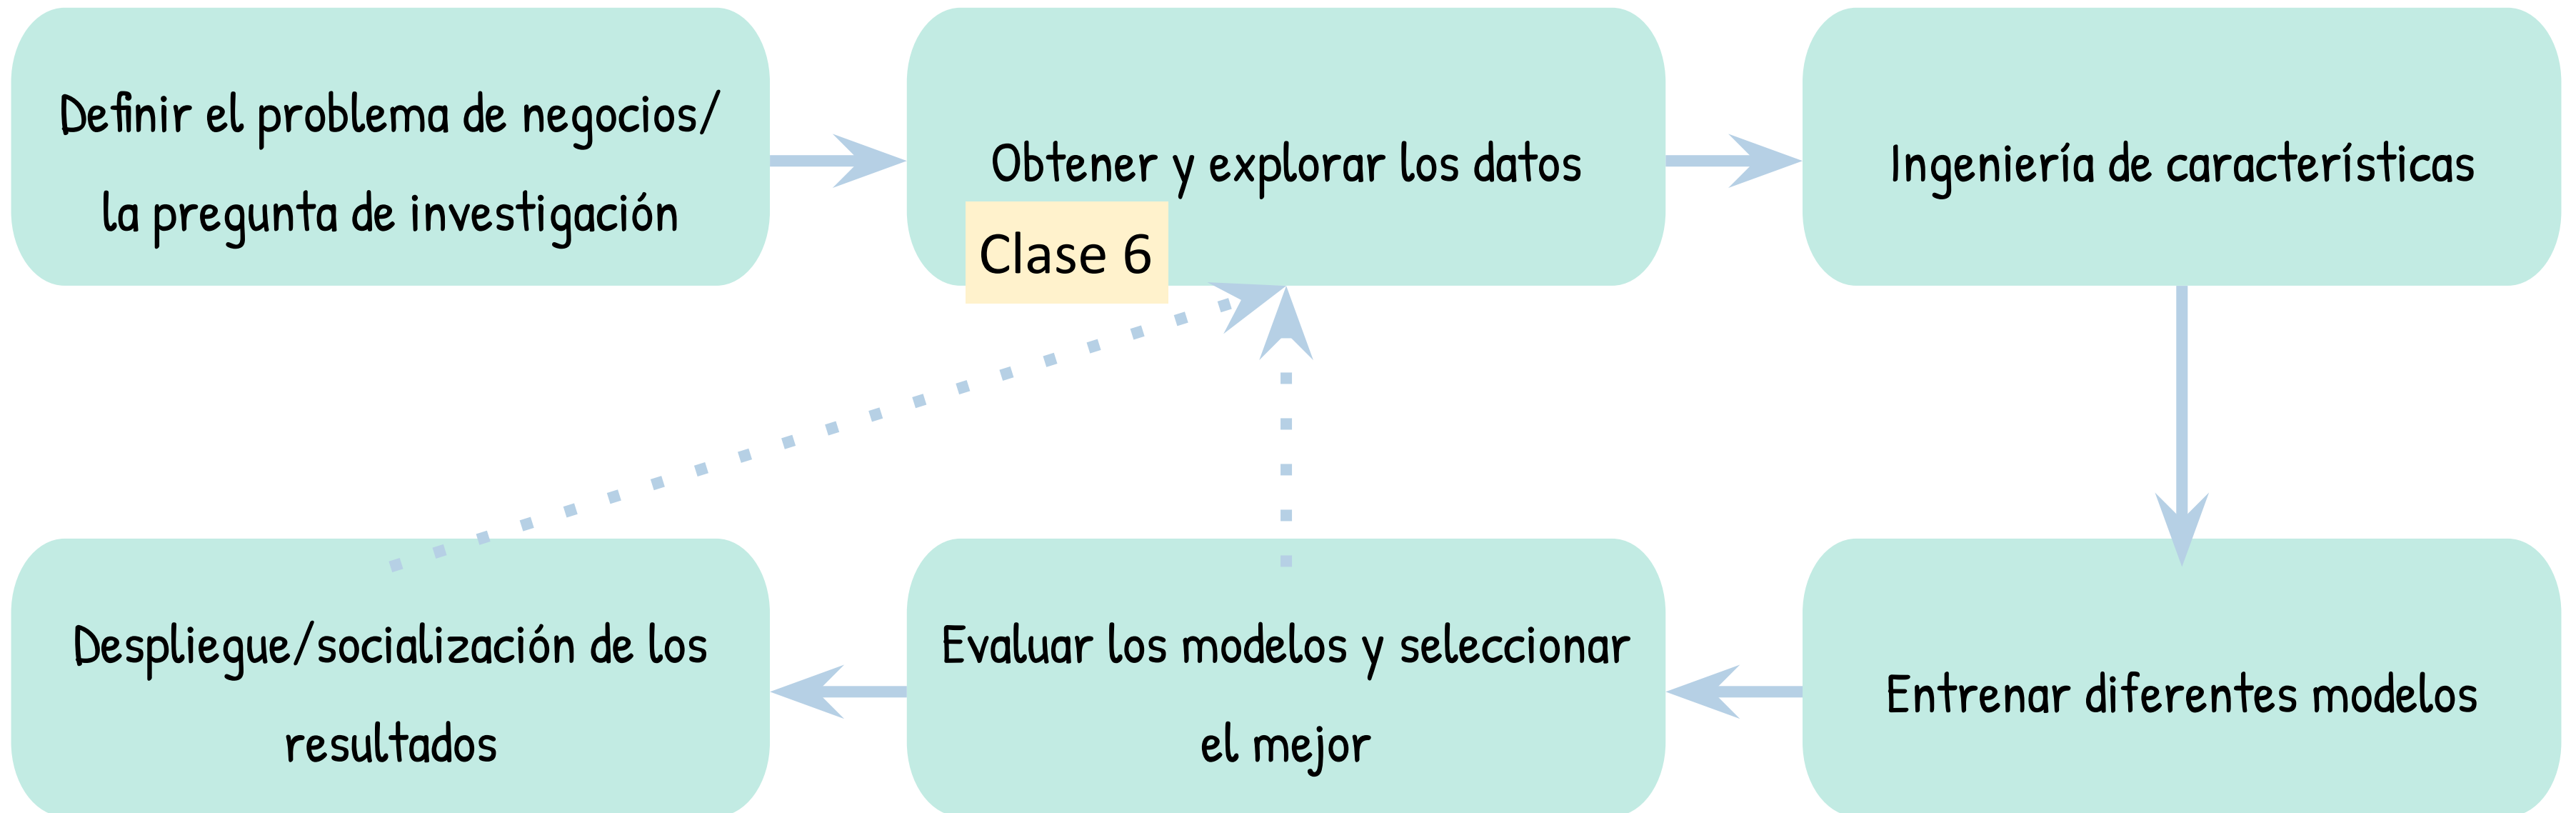 Definir el problema de negocios/
la pregunta de investigación
Obtener y explorar los datos
Clase 6
Ingeniería de características
Despliegue/socialización de los
resultados
Evaluar los modelos y seleccionar
el mejor
Entrenar diferentes modelos